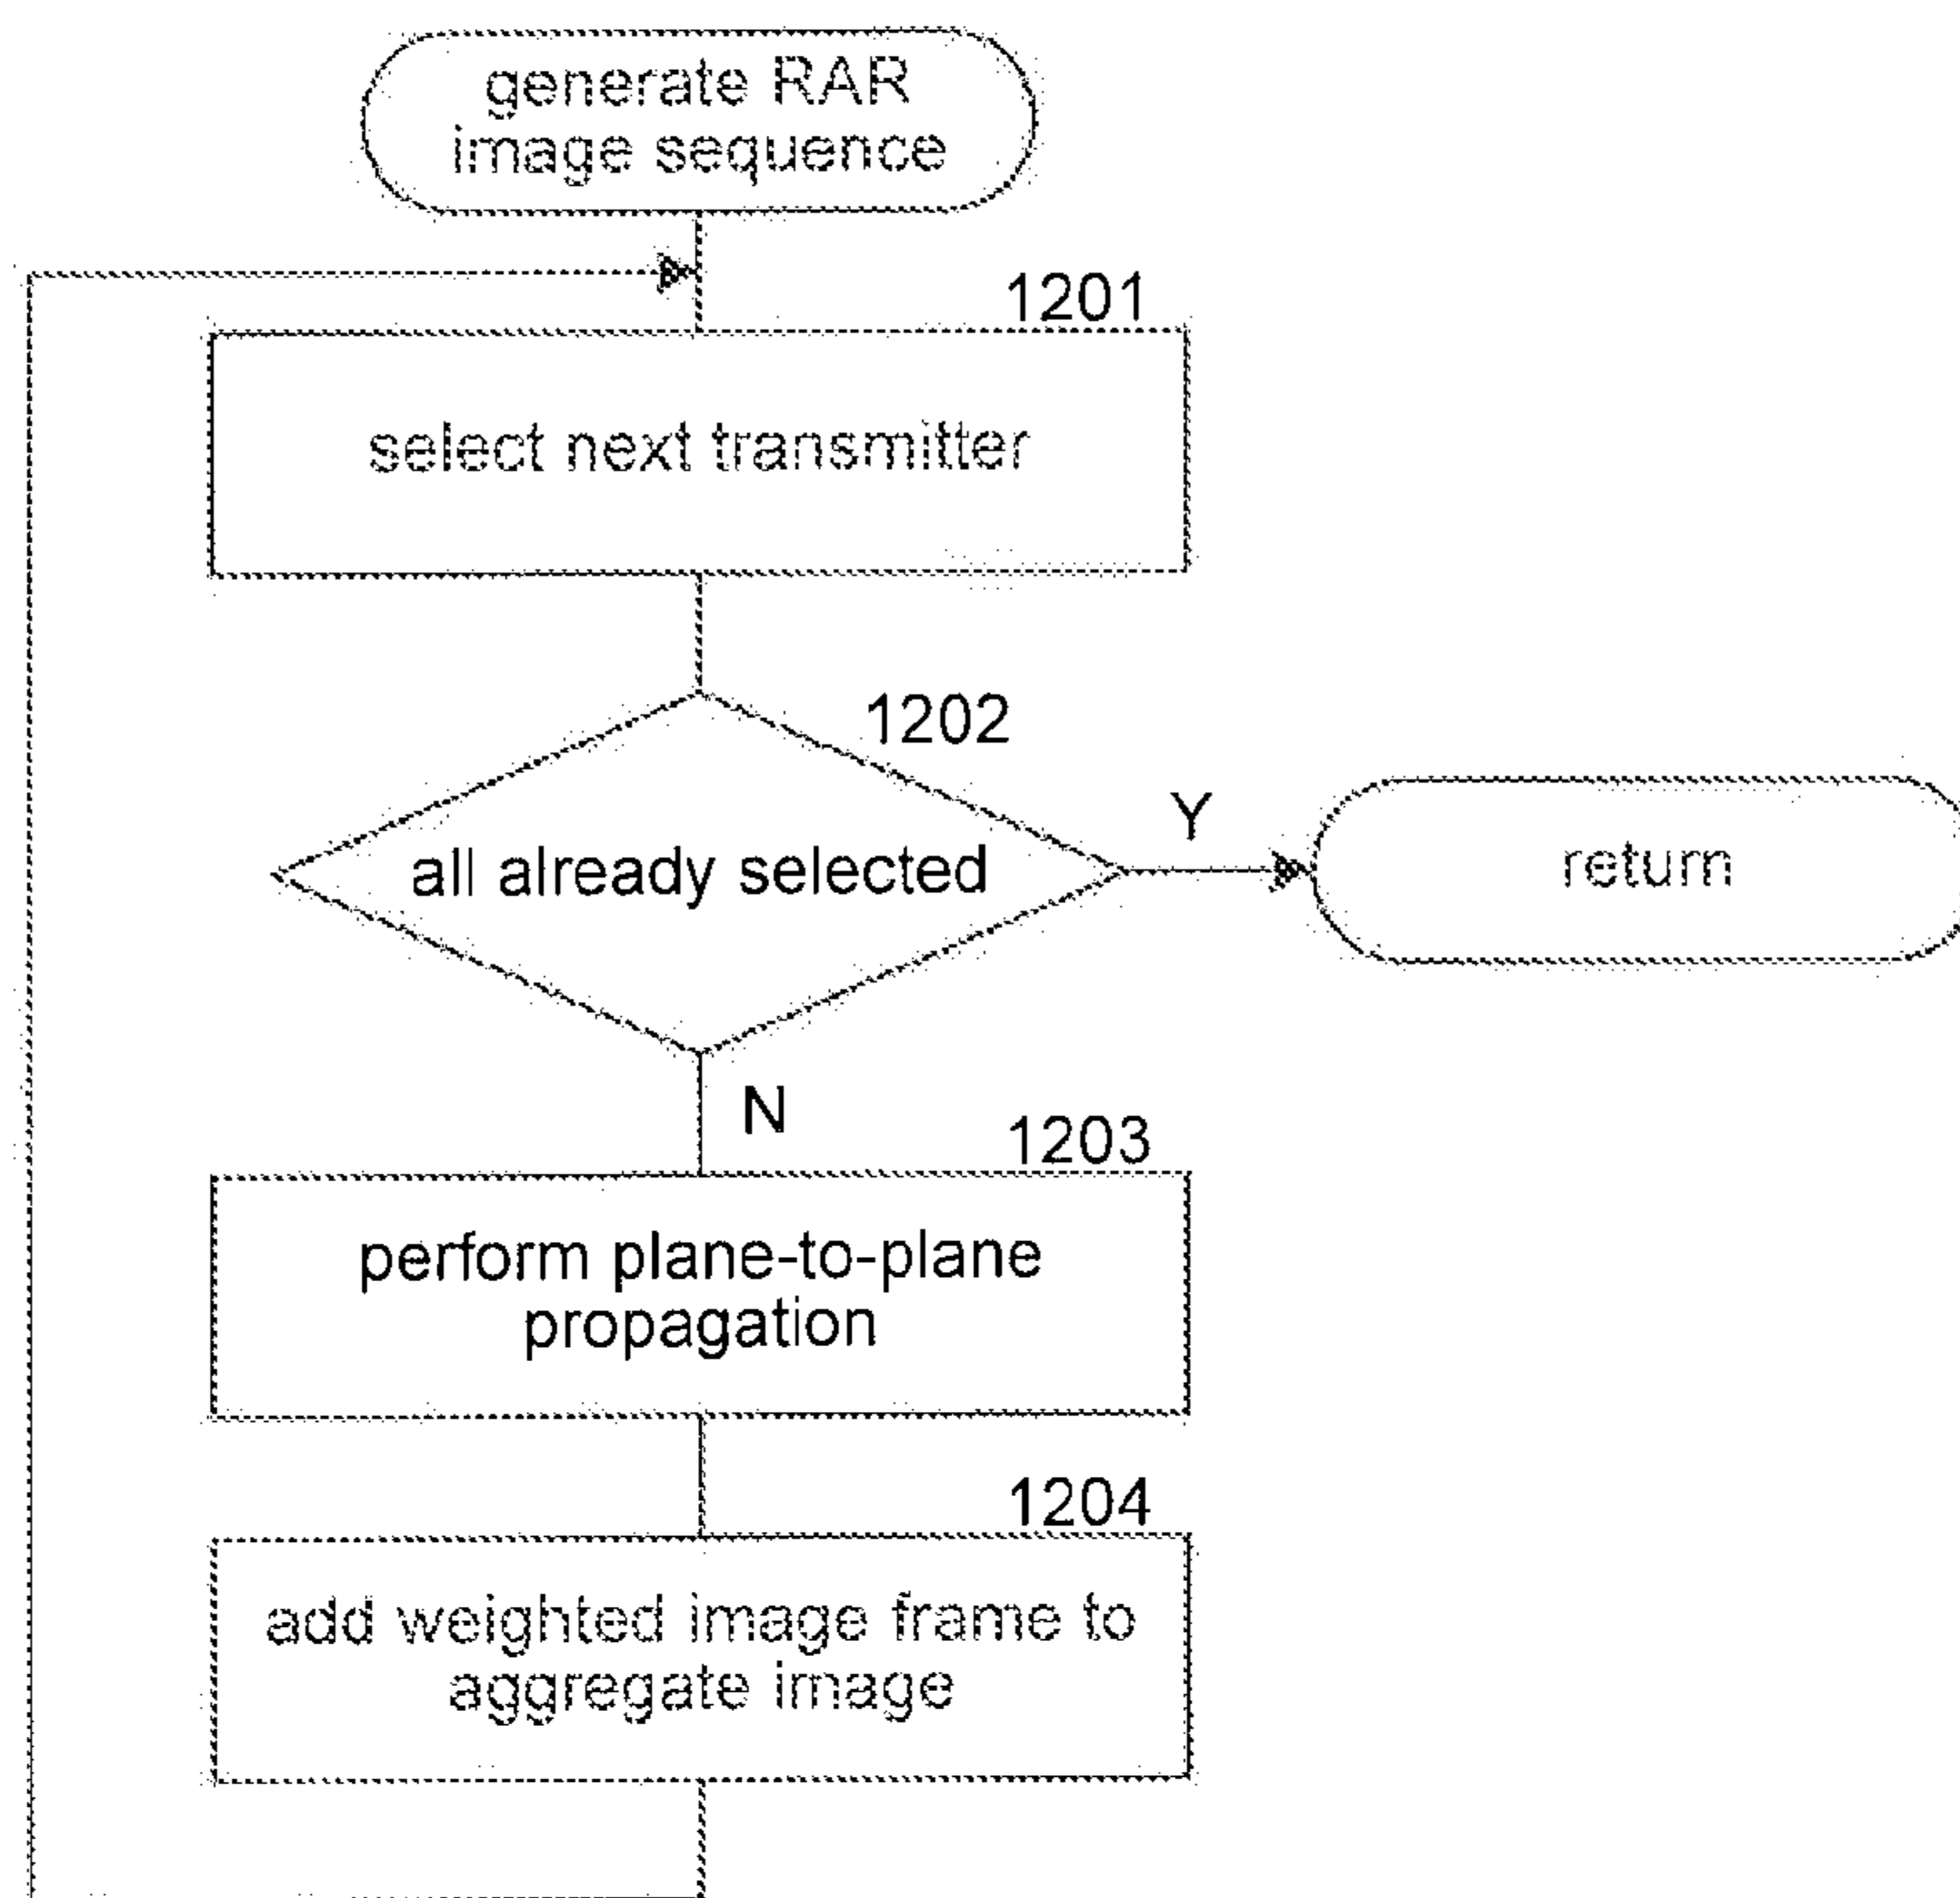 generate RAR
image sequence
1201
select next transmitter
1202
all already selected
Y
return
N
1203
perform plane-to-plane
propagation
1204
add weighted image frame to
aggregate image